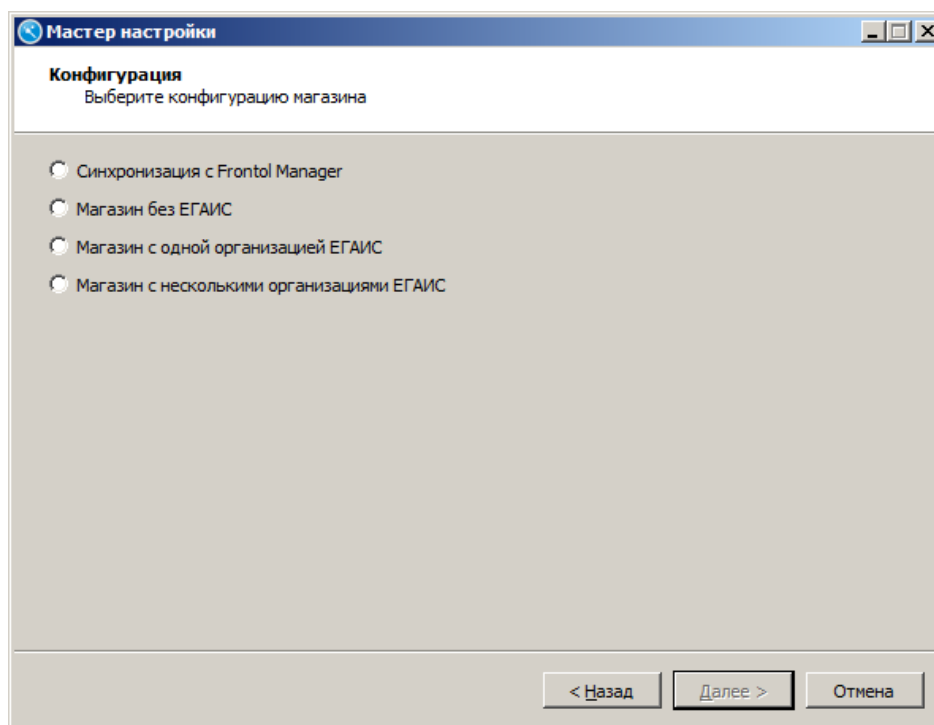 Мастер настройки
Конфигурация
Выберите конфигурацию магазина
Синхронизация с Frontol Manager
Магазин без ЕГАИС
Магазин с одной организацией ЕГАИС
Магазин с несколькими организациями ЕГАИС
< Назад
Далее >
Отмена